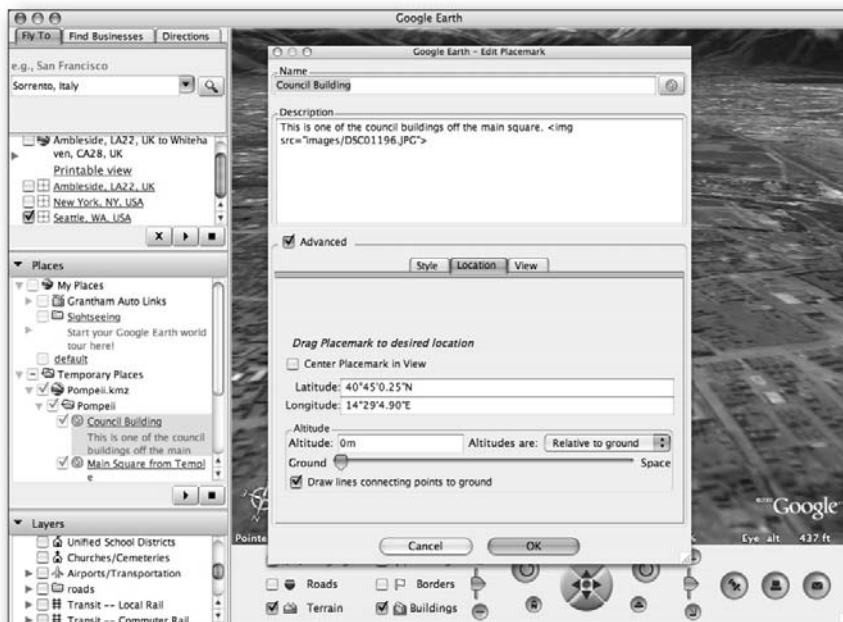 Google Earth
Fly To Find Businesses Directions
e.g., San Francisco
Sorrento, Italy
Ambleside, LA22, UK to Whiteha
ven, CA28, UK
Printable view
Ambleside, LA22, UK
New York, NY, USA
Seattle, WA, USA
Places
My Places
Grantham Auto Links
Sightseeing
Start your Google Earth world
tour here!
default
Temporary Places
Pompeii.kmz
Pompeii
Council Building
This is one of the council
buildings off the main
Main Square from Templ
e
Layers
Unified School Districts
Churches/Cemeteries
Airports/Transportation
roads
Transit -- Local Rail
Transit -- Commuter Rail
Google Earth - Edit Placemark
Name
Council Building
Description
This is one of the council buildings off the main square. <img
src="images/DSC01196.JPG">
Advanced
Style Location View
Drag Placemark to desired location
Center Placemark in View
Latitude: 40°45'0.25"N
Longitude: 14°29'4.90"E
Altitude
Altitude: 0m Altitudes are: Relative to ground
Ground Space
Draw lines connecting points to ground
Cancel OK
Google
Pointe
Eye alt 437 ft
Roads Borders
Terrain Buildings